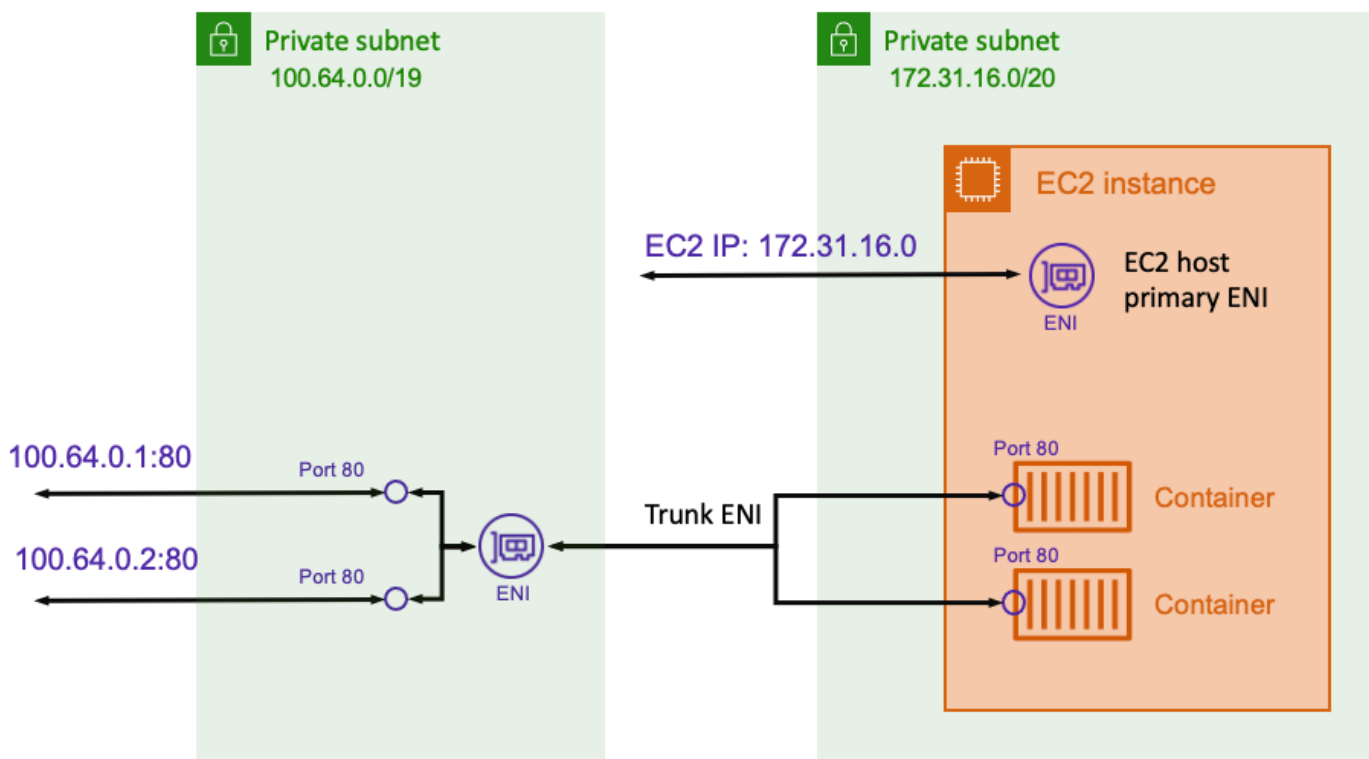 Private subnet
100.64.0.0/19
Private subnet
172.31.16.0/20
EC2 instance
EC2 IP: 172.31.16.0
EC2 host
primary ENI
ENI
100.64.0.1:80
Port 80
Port 80
Container
Trunk ENI
100.64.0.2:80
Port 80
ENI
Port 80
Container